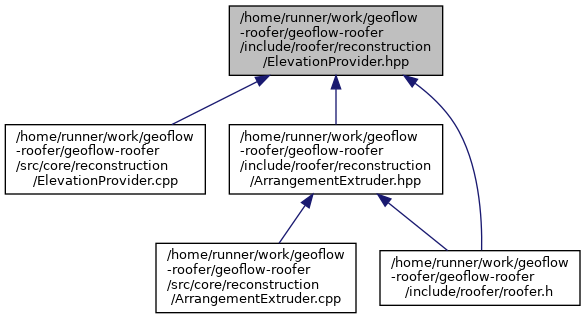 /home/runner/work/geoflow
-roofer/geoflow-roofer
/include/roofer/reconstruction
/ElevationProvider.hpp
/home/runner/work/geoflow
-roofer/geoflow-roofer
/src/core/reconstruction
/ElevationProvider.cpp
/home/runner/work/geoflow
-roofer/geoflow-roofer
/include/roofer/reconstruction
/ArrangementExtruder.hpp
/home/runner/work/geoflow
-roofer/geoflow-roofer
/src/core/reconstruction
/ArrangementExtruder.cpp
/home/runner/work/geoflow
-roofer/geoflow-roofer
/include/roofer/roofer.h